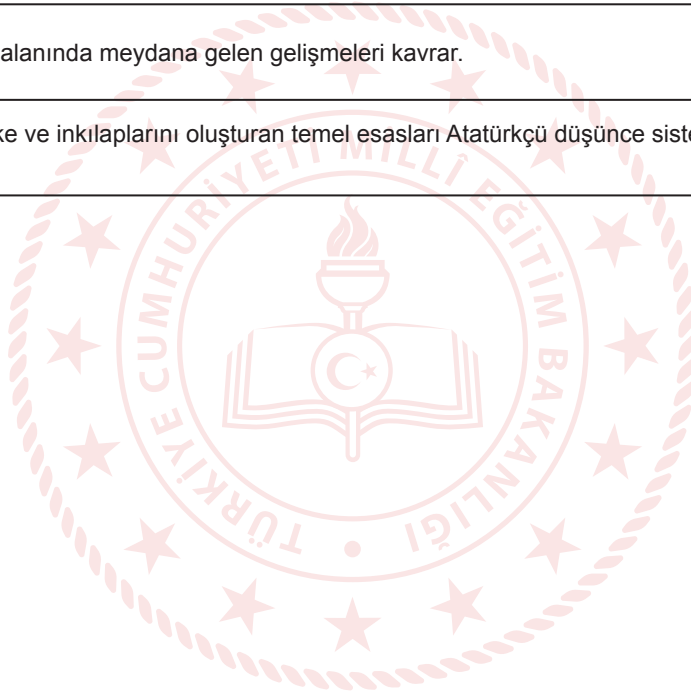 alanında meydana gelen gelişmeleri kavrar.
ke ve inkılaplarını oluşturan temel esasları Atatürkçü düşünce siste
TÜRKİYE CUMHURİYETİ MİLLÎ EĞİTİM BAKANLIĞI